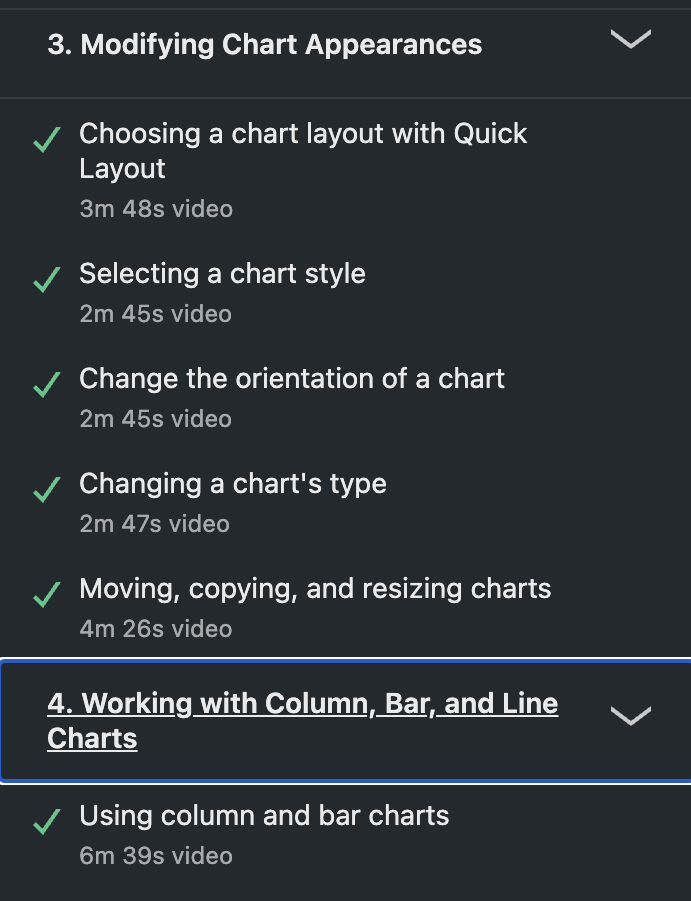 3. Modifying Chart Appearances
Choosing a chart layout with Quick
Layout
3m 48s video
Selecting a chart style
2m 45s video
Change the orientation of a chart
2m 45s video
Changing a chart's type
2m 47s video
Moving, copying, and resizing charts
4m 26s video
4. Working with Column, Bar, and Line
Charts
Using column and bar charts
6m 39s video